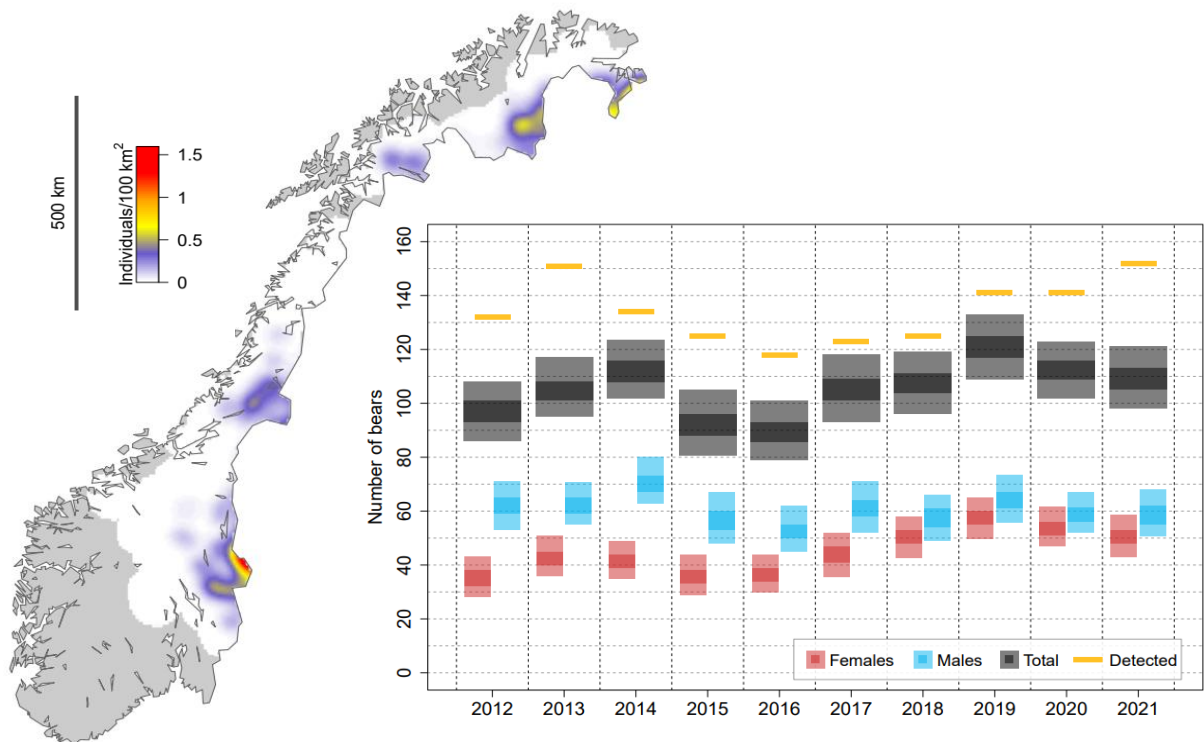 500 km
Individuals/100 km²
1.5
1
0.5
0
Number of bears
160
140
120
100
80
60
40
20
0
Females Males Total Detected
2012 2013 2014 2015 2016 2017 2018 2019 2020 2021